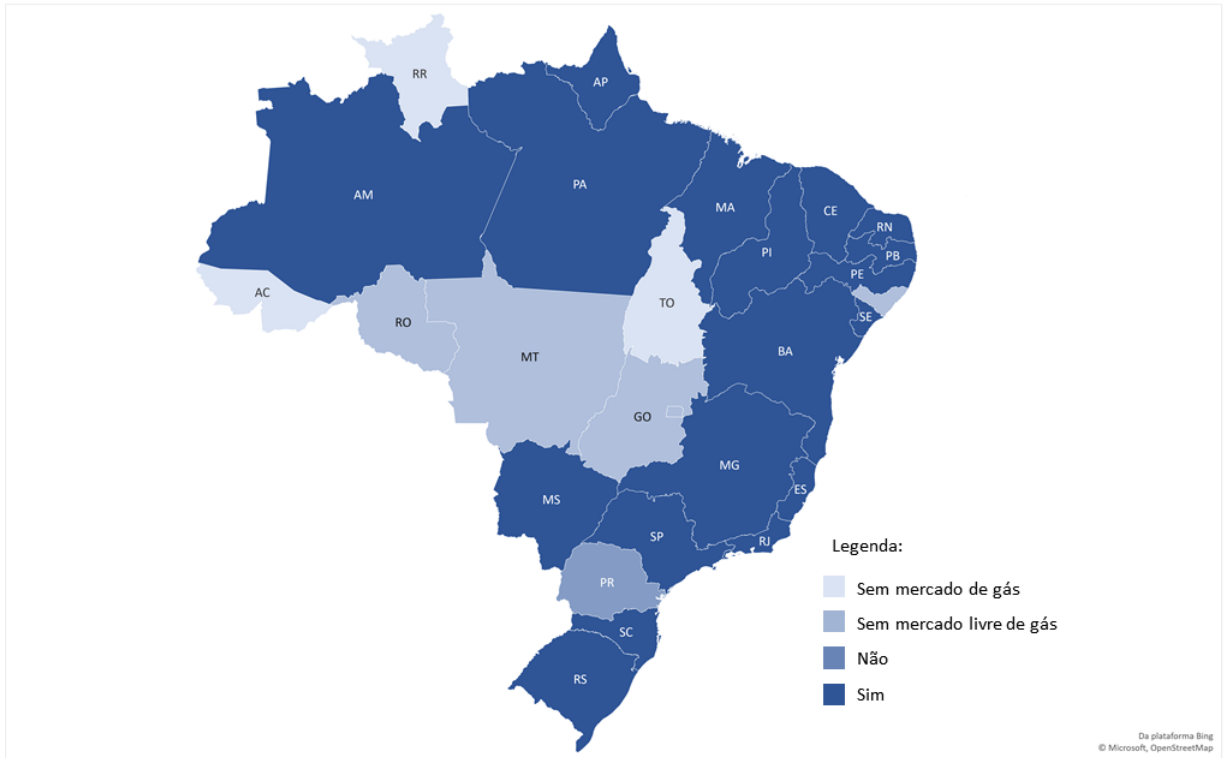 RR
AP
AM
PA
MA
CE
RN
PI
PB
PE
AC
TO
SE
RO
MT
BA
GO
MG
MS
ES
SP
RJ
PR
SC
RS
Legenda:
Sem mercado de gás
Sem mercado livre de gás
Não
Sim
Da plataforma Bing
© Microsoft, OpenStreetMap